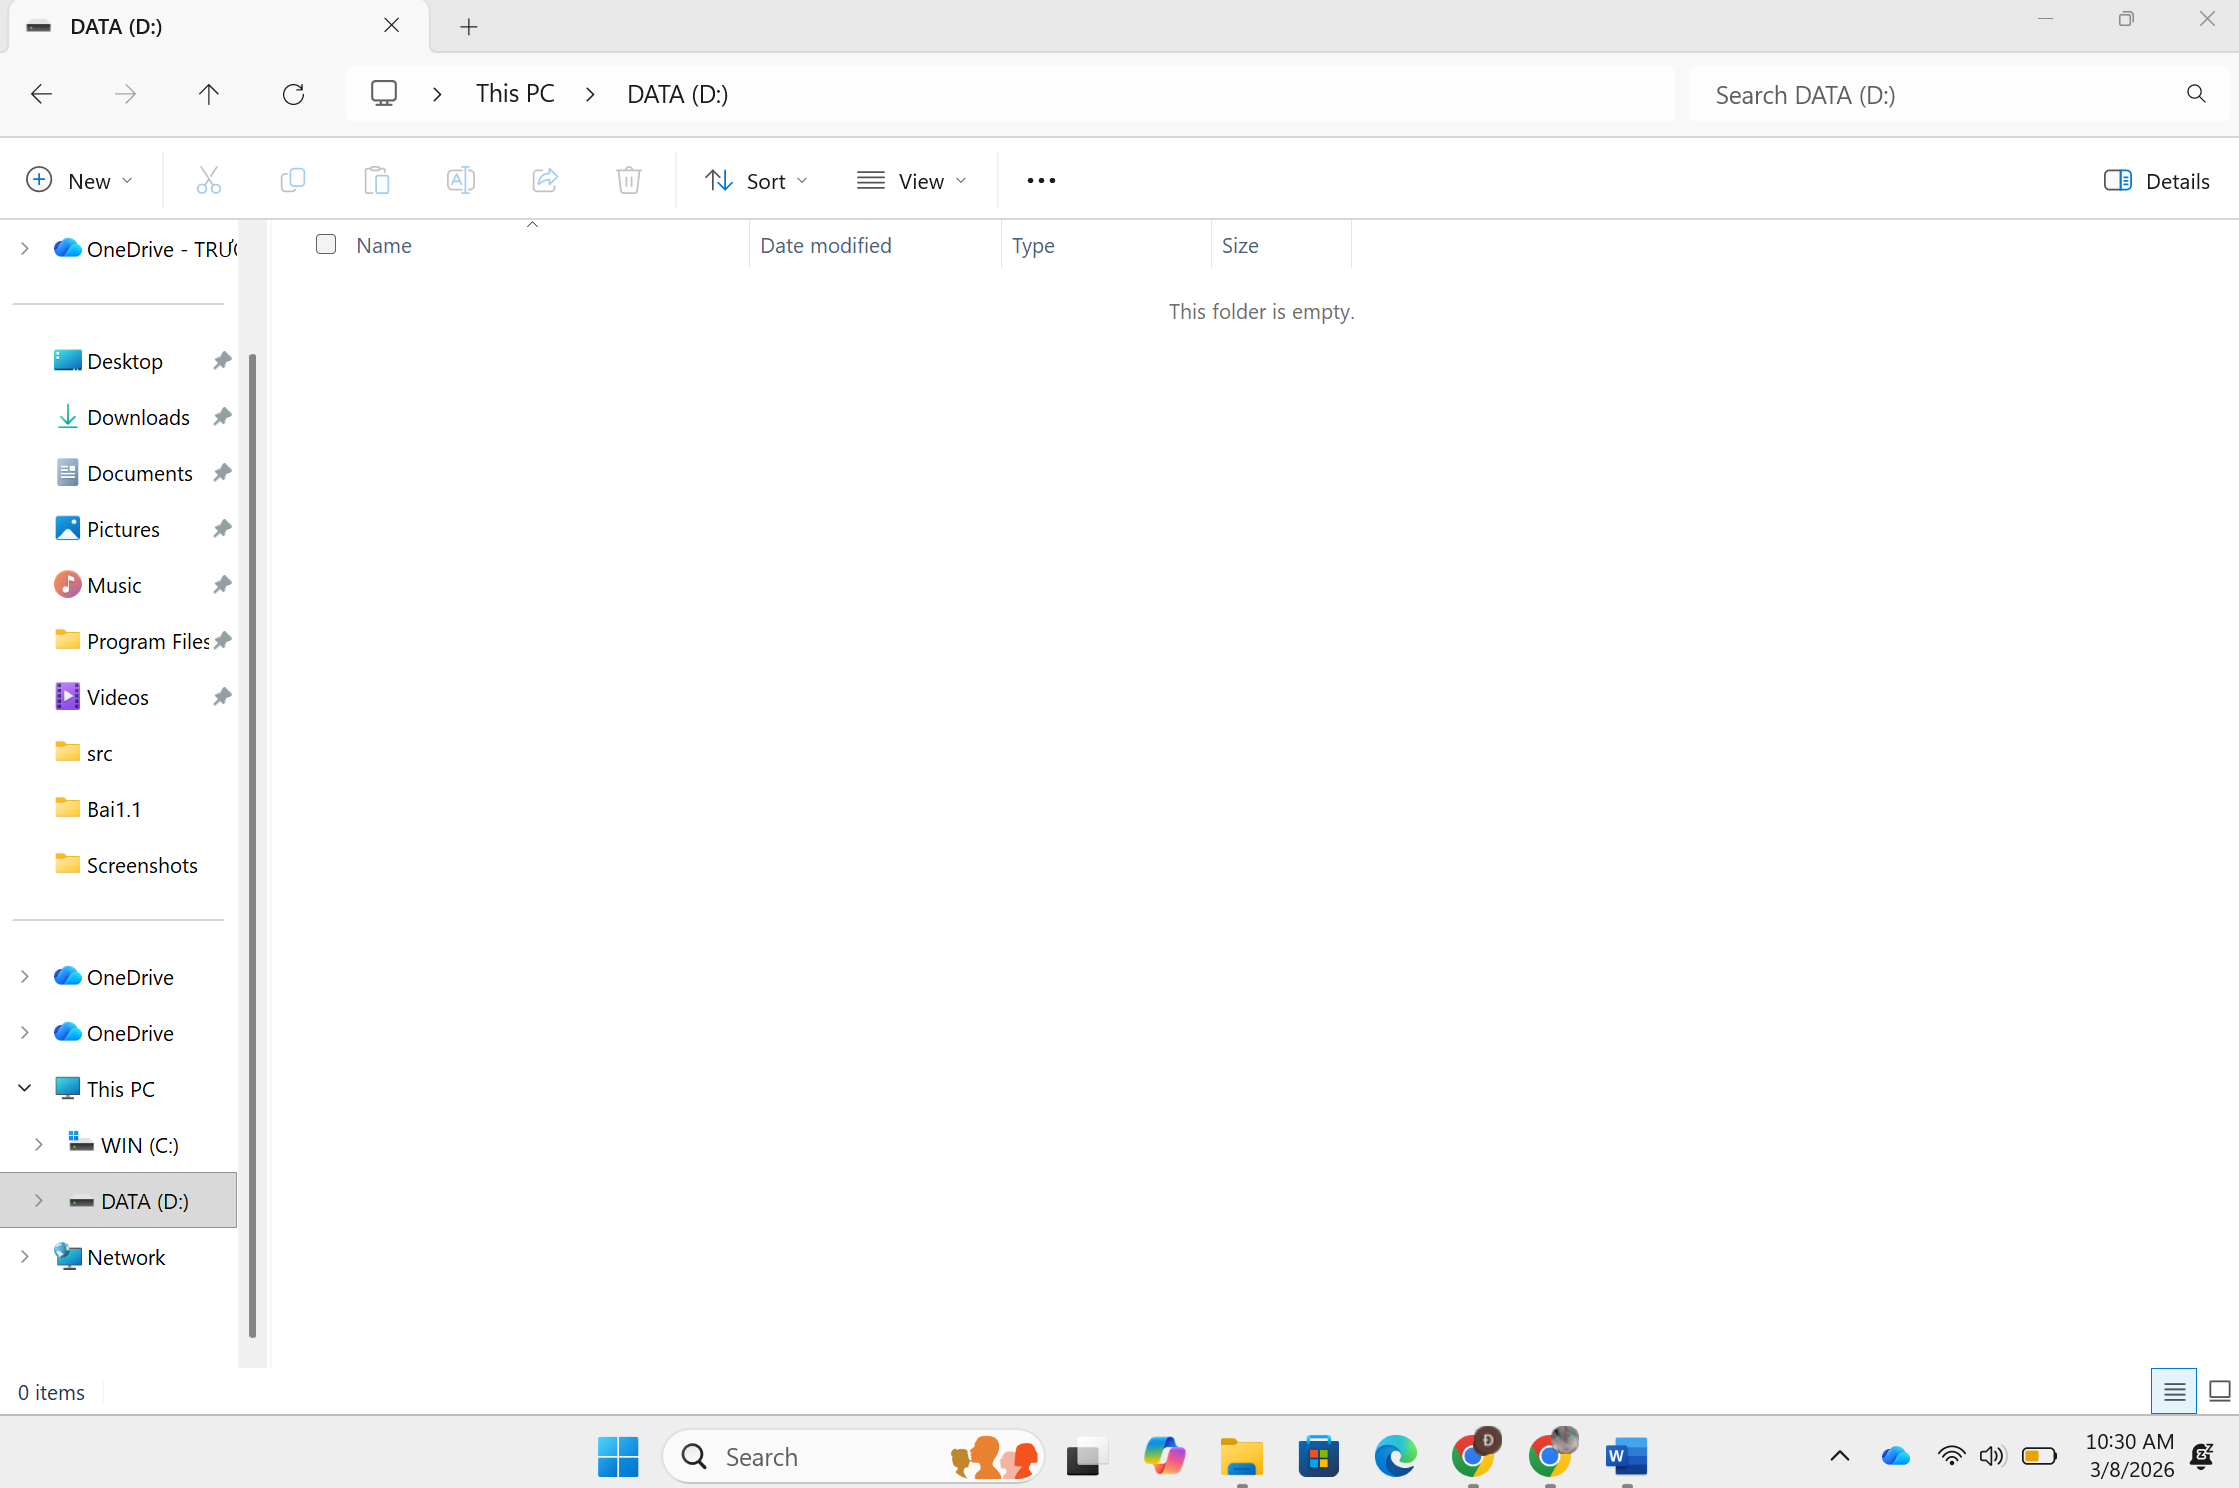 DATA (D:)
This PC
DATA (D:)
Search DATA (D:)
New
Sort
View
Details
OneDrive - TRƯỜ
Name
Date modified
Type
Size
This folder is empty.
Desktop
Downloads
Documents
Pictures
Music
Program Files
Videos
src
Bai1.1
Screenshots
OneDrive
OneDrive
This PC
WIN (C:)
DATA (D:)
Network
0 items
Search
Đ
W
10:30 AM
3/8/2026